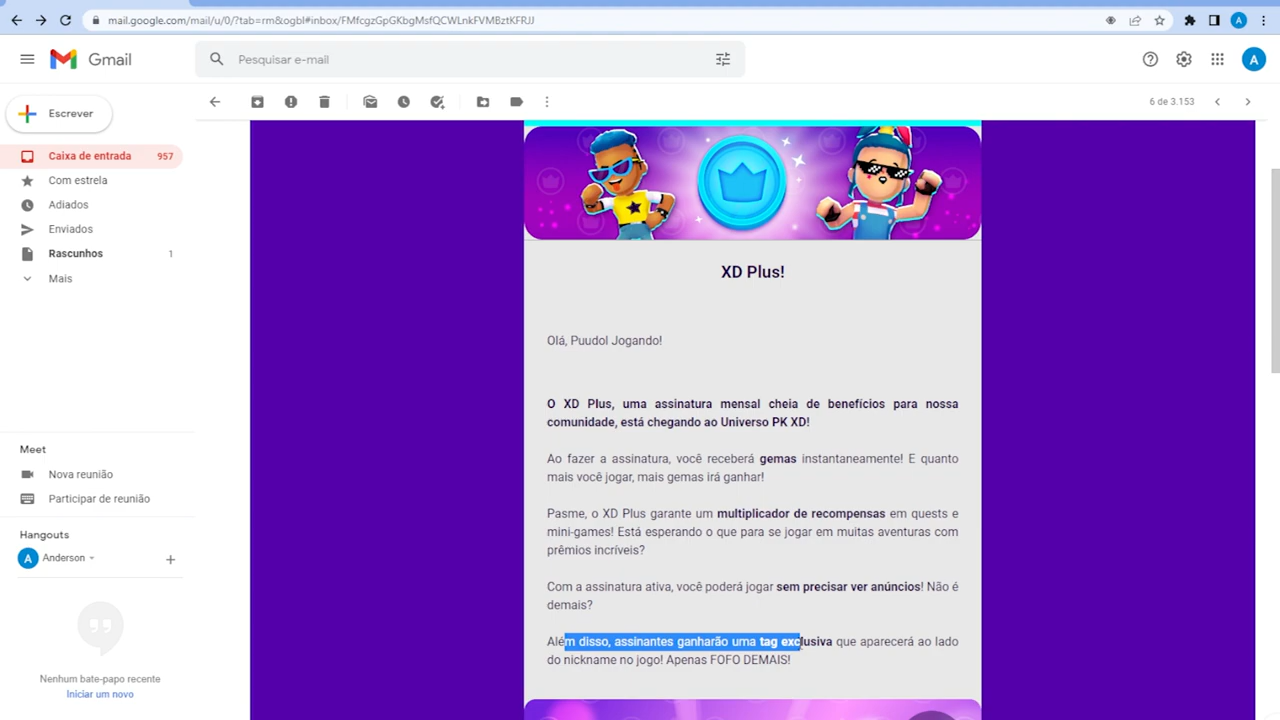 mail.google.com/mail/u/0/?tab=rm&ogbl#inbox/FMfcgzGpGKbgMsfQCWLnkFVMBztKFRJJ
A
Gmail
Pesquisar e-mail
A
6 de 3.153
Escrever
Caixa de entrada 957
Com estrela
Adiados
Enviados
Rascunhos 1
Mais
Meet
Nova reunião
Participar de reunião
Hangouts
A Anderson
Nenhum bate-papo recente
Iniciar um novo
XD Plus!
Olá, Puudol Jogando!
O XD Plus, uma assinatura mensal cheia de benefícios para nossa
comunidade, está chegando ao Universo PK XD!
Ao fazer a assinatura, você receberá gemas instantaneamente! E quanto
mais você jogar, mais gemas irá ganhar!
Pasme, o XD Plus garante um multiplicador de recompensas em quests e
mini-games! Está esperando o que para se jogar em muitas aventuras com
prêmios incríveis?
Com a assinatura ativa, você poderá jogar sem precisar ver anúncios! Não é
demais?
Além disso, assinantes ganharão uma tag exclusiva que aparecerá ao lado
do nickname no jogo! Apenas FOFO DEMAIS!